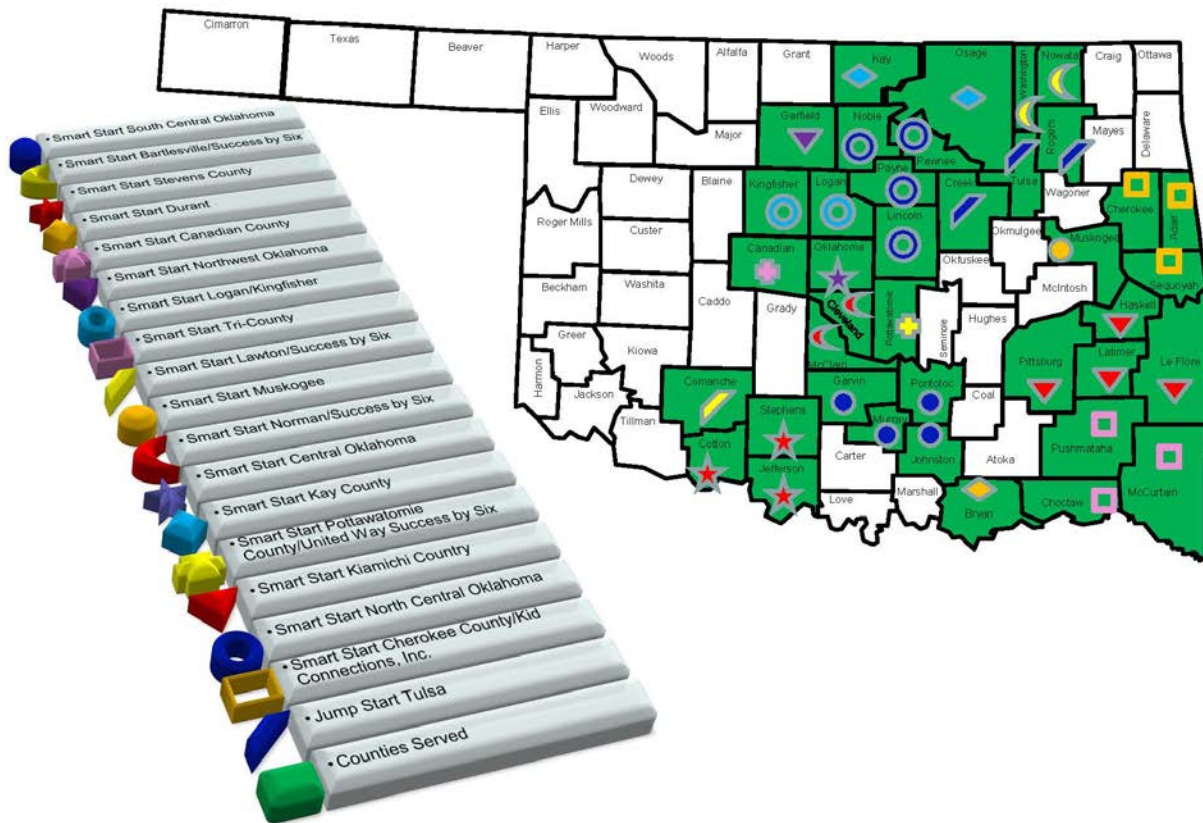 • Smart Start South Central Oklahoma
• Smart Start Bartlesville/Success by Six
• Smart Start Stevens County
• Smart Start Durant
• Smart Start Canadian County
• Smart Start Northwest Oklahoma
• Smart Start Logan/Kingfisher
• Smart Start Tri-County
• Smart Start Lawton/Success by Six
• Smart Start Muskogee
• Smart Start Norman/Success by Six
• Smart Start Central Oklahoma
• Smart Start Kay County
• Smart Start Pottawatomie
County/United Way Success by Six
• Smart Start Kiamichi Country
• Smart Start North Central Oklahoma
• Smart Start Cherokee County/Kid
Connections, Inc.
• Jump Start Tulsa
• Counties Served
Cimarron
Texas
Beaver
Harper
Woods
Alfalfa
Grant
Kay
Osage
Washington
Nowata
Craig
Ottawa
Ellis
Woodward
Major
Garfield
Noble
Pawnee
Rogers
Mayes
Delaware
Dewey
Blaine
Kingfisher
Logan
Payne
Creek
Tulsa
Wagoner
Cherokee
Adair
Roger Mills
Custer
Canadian
Oklahoma
Lincoln
Okmulgee
Muskogee
Sequoyah
Beckham
Washita
Caddo
Grady
Cleveland
Pottawatomie
Seminole
Okfuskee
Hughes
McIntosh
Haskell
Greer
Kiowa
McClain
Pittsburg
Latimer
Le Flore
Harmon
Jackson
Comanche
Stephens
Garvin
Pontotoc
Coal
Tillman
Cotton
Jefferson
Murray
Carter
Johnston
Atoka
Pushmataha
McCurtain
Love
Marshall
Bryan
Choctaw